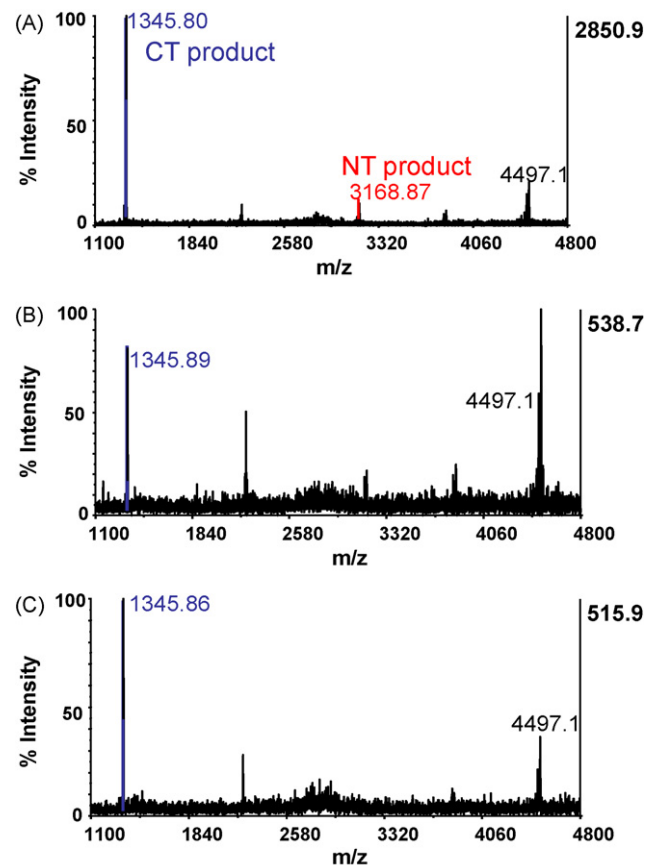 (A)
100
1345.80
2850.9
CT product
% Intensity
50
NT product
3168.87
4497.1
0
1100 1840 2580 3320 4060 4800
m/z
(B)
100
538.7
1345.89
% Intensity
50
4497.1
0
1100 1840 2580 3320 4060 4800
m/z
(C)
100
1345.86
515.9
% Intensity
50
4497.1
0
1100 1840 2580 3320 4060 4800
m/z